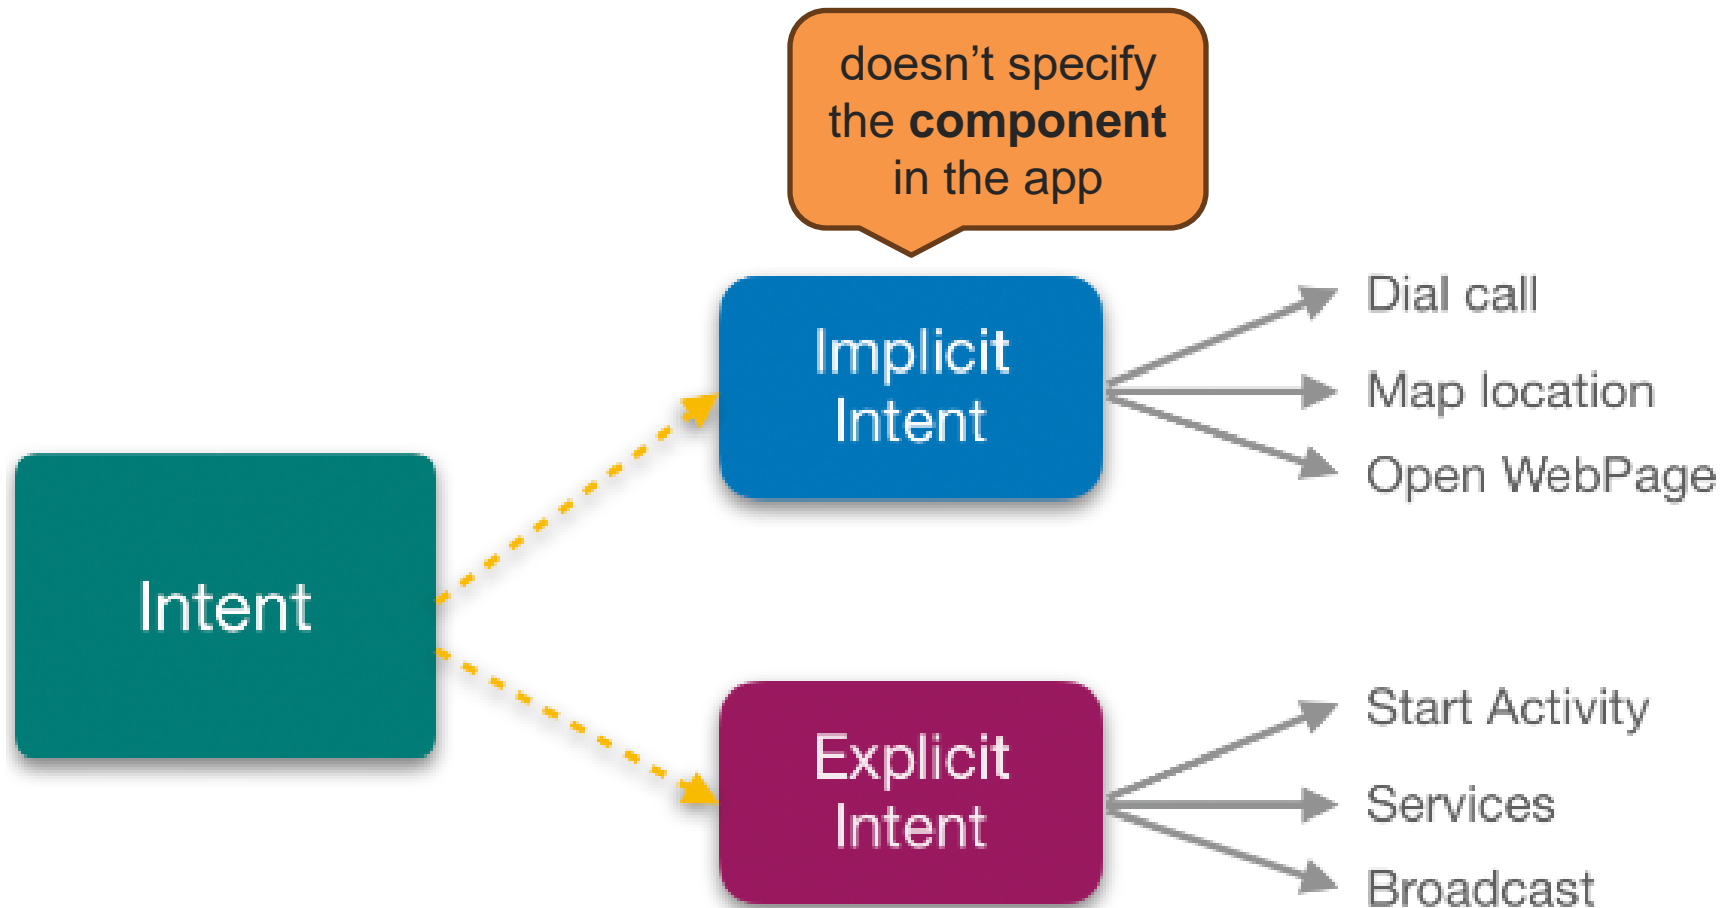 doesn’t specify
the component
in the app
Implicit
Intent
Dial call
Map location
Open WebPage
Intent
Explicit
Intent
Start Activity
Services
Broadcast